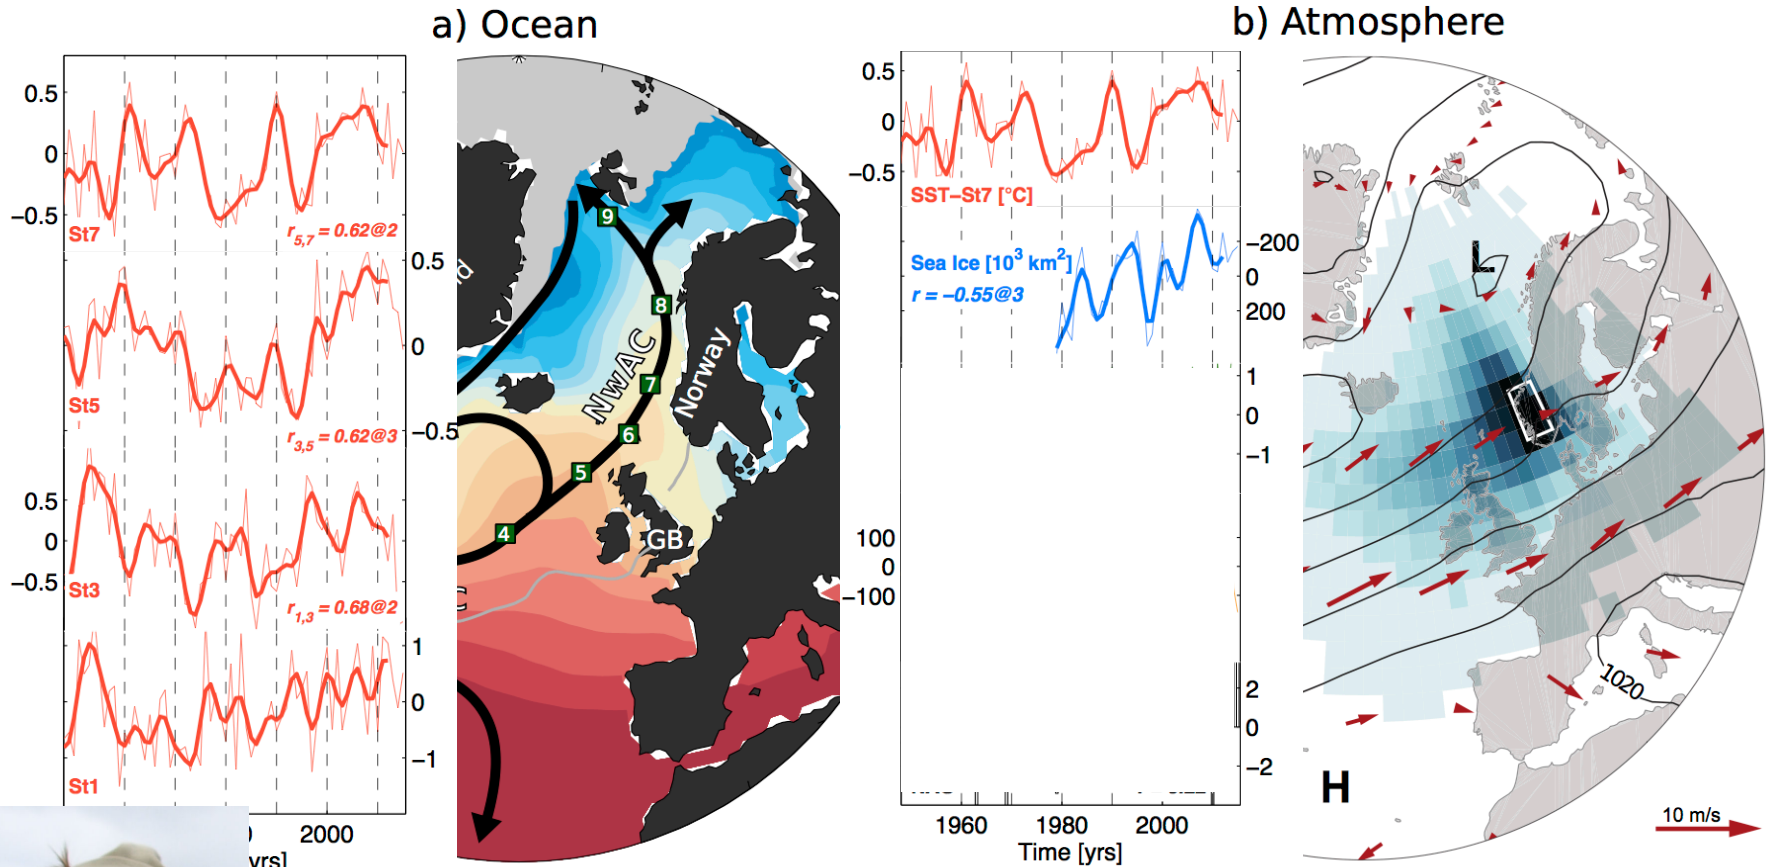 a) Ocean
b) Atmosphere
0.5
0
−0.5
St7
r5,7 = 0.62@2
0.5
0
−0.5
St5
r3,5 = 0.62@3
0.5
0
−0.5
St3
r1,3 = 0.68@2
1
0
−1
St1
2000
9
8
7
6
5
4
NwAC
Norway
GB
100
0
−100
0.5
0
−0.5
SST−St7 [°C]
Sea Ice [10³ km²]
r = −0.55@3
−200
0
200
1
0
−1
2
0
−2
1960
1980
2000
Time [yrs]
L
H
1020
10 m/s